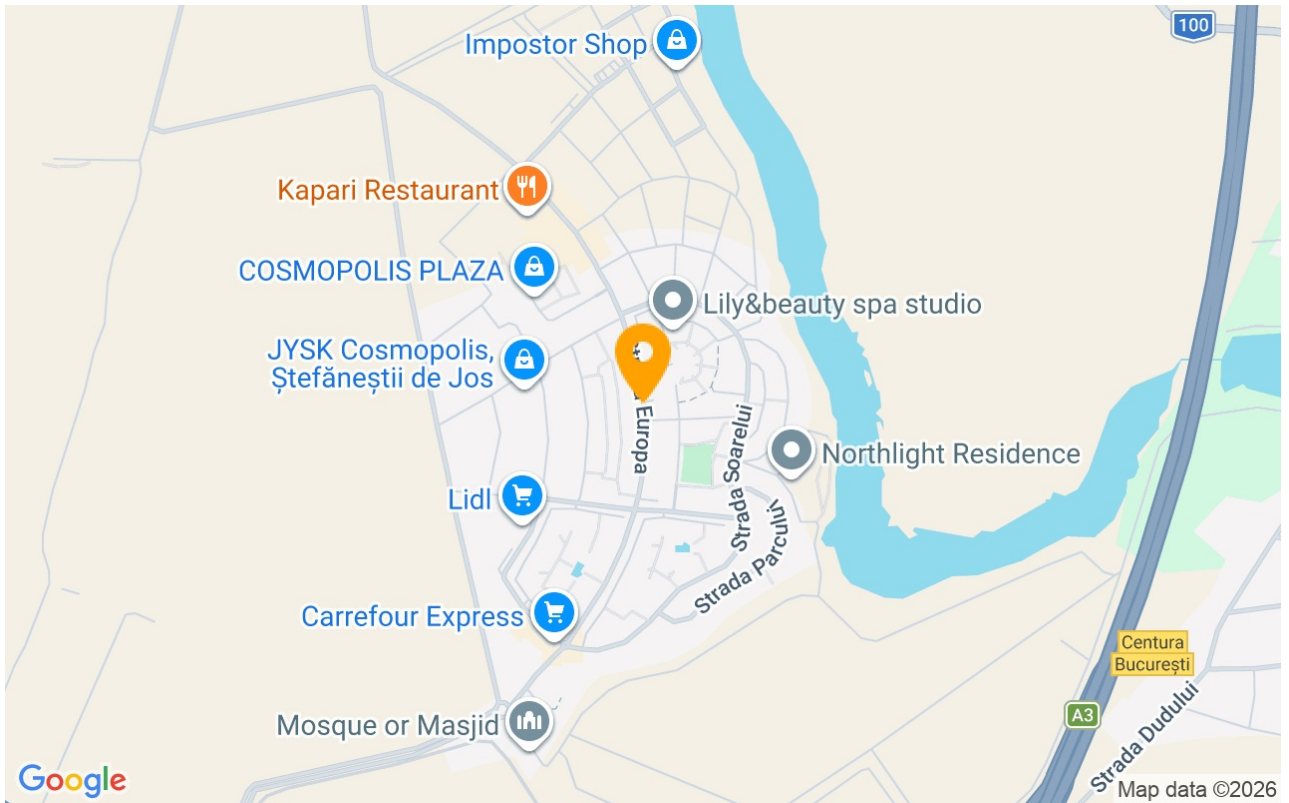 100
Impostor Shop
Kapari Restaurant
COSMOPOLIS PLAZA
Lily&beauty spa studio
JYSK Cosmopolis,
Ștefăneștii de Jos
Europa
Strada Soarelui
Northlight Residence
Lidl
Strada Parcului
Carrefour Express
Centura
București
Mosque or Masjid
A3
Strada Dudului
Google
Map data ©2026